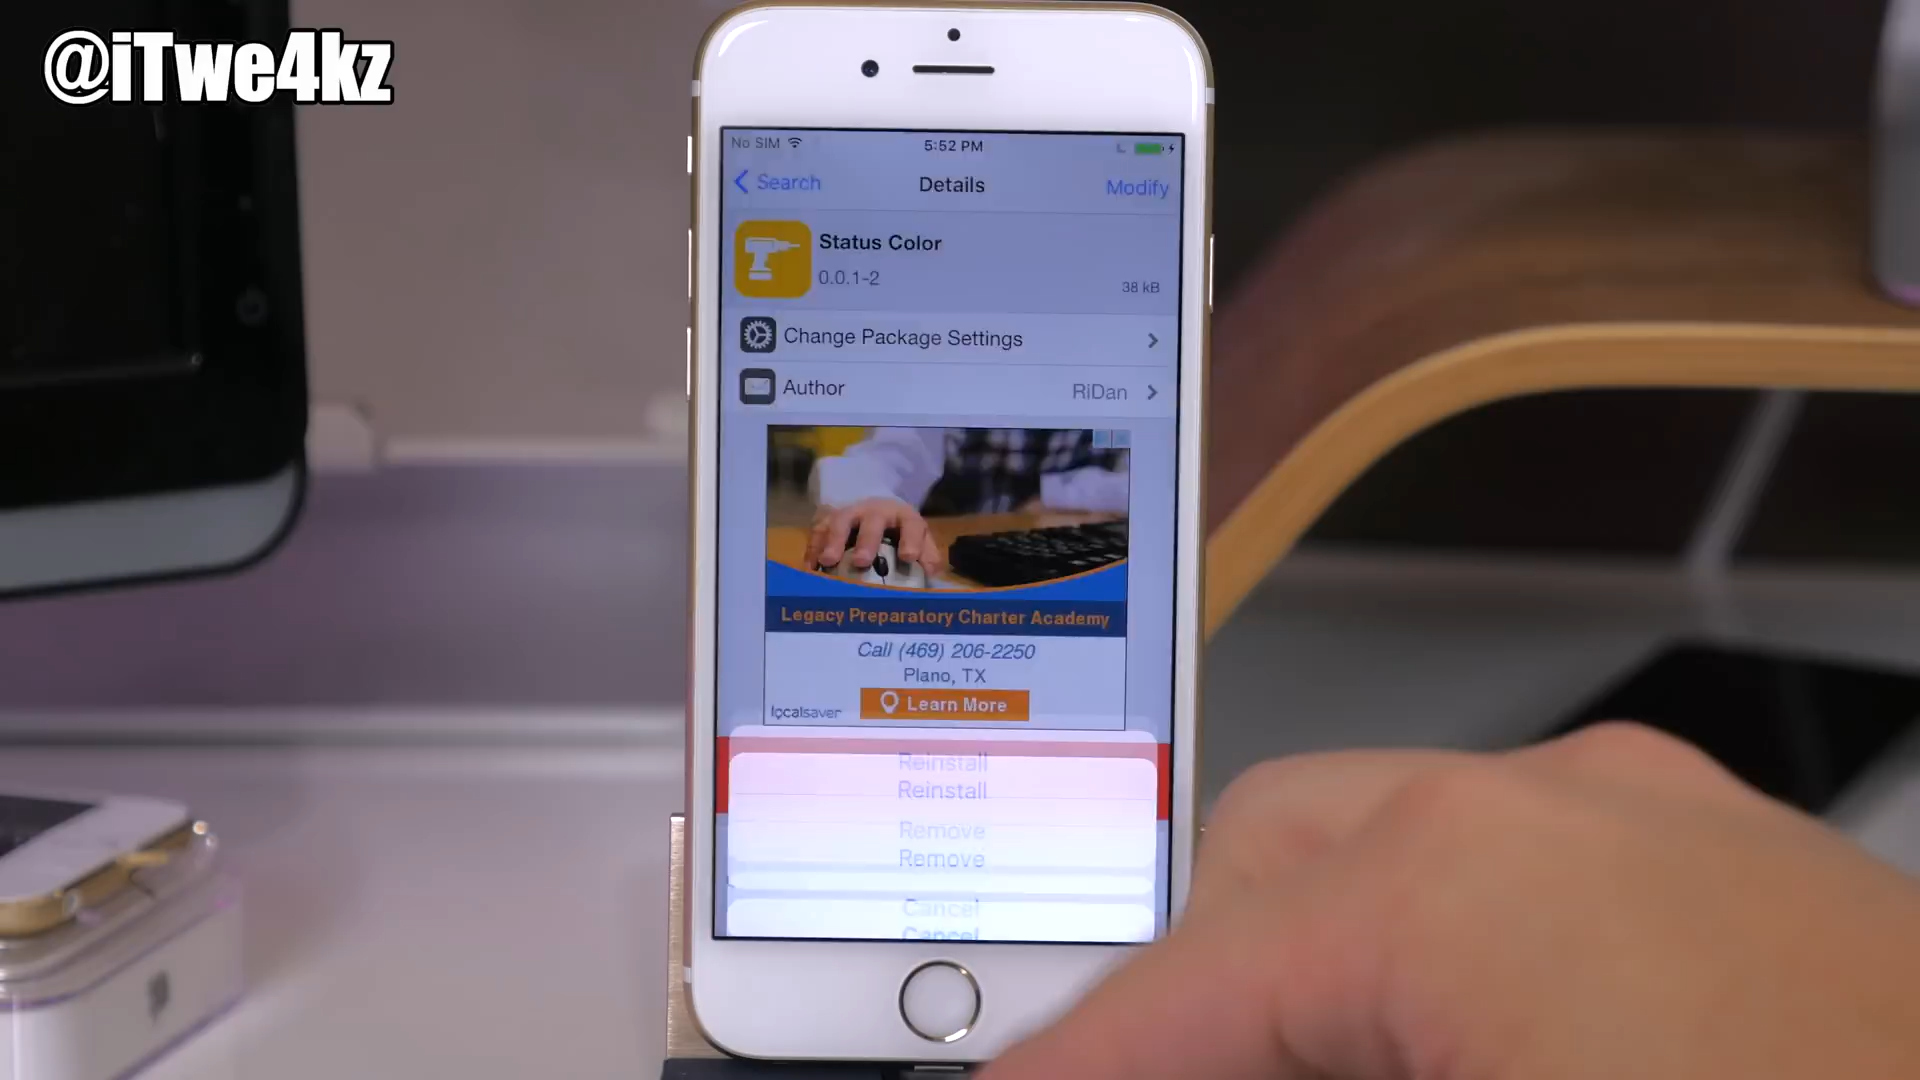 @iTwe4kz
No SIM
5:52 PM
Search
Details
Modify
Status Color
0.0.1-2
38 kB
Change Package Settings
Author
RiDan
Legacy Preparatory Charter Academy
Call (469) 206-2250
Plano, TX
Learn More
localsaver
Reinstall
Reinstall
Remove
Remove
Cancel
Cancel